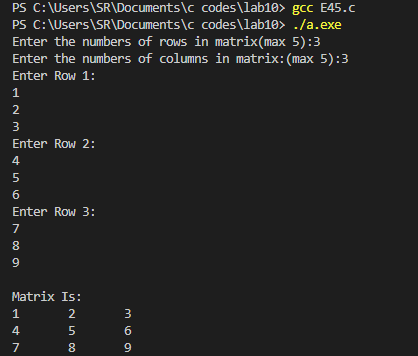 PS C:\Users\SR\Documents\c codes\lab10> gcc E45.c
PS C:\Users\SR\Documents\c codes\lab10> ./a.exe
Enter the numbers of rows in matrix(max 5):3
Enter the numbers of columns in matrix:(max 5):3
Enter Row 1:
1
2
3
Enter Row 2:
4
5
6
Enter Row 3:
7
8
9
Matrix Is:
1 2 3
4 5 6
7 8 9